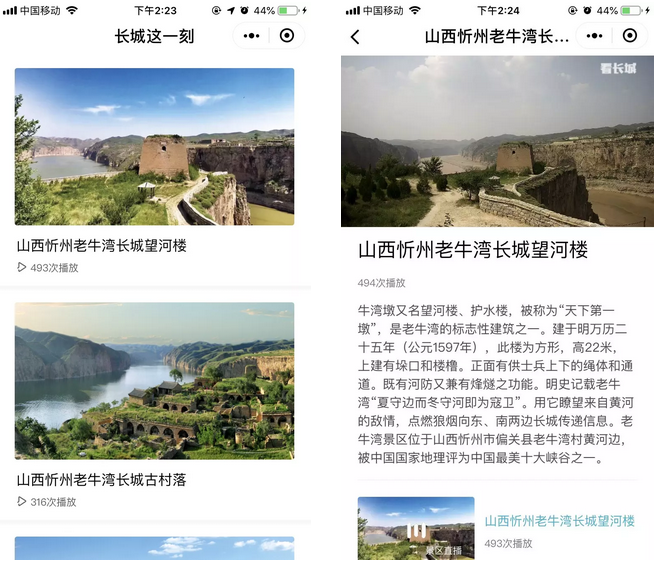 中国移动
下午2:23
44%
长城这一刻
山西忻州老牛湾长城望河楼
493次播放
山西忻州老牛湾长城古村落
316次播放
中国移动
下午2:24
44%
山西忻州老牛湾长...
看长城
山西忻州老牛湾长城望河楼
494次播放
牛湾墩又名望河楼、护水楼，被称为“天下第一
墩”，是老牛湾的标志性建筑之一。建于明万历二
十五年（公元1597年），此楼为方形，高22米，
上建有垛口和楼橹。正面有供士兵上下的绳体和通
道。既有河防又兼有烽燧之功能。明史记载老牛
湾“夏守边而冬守河即为寇卫”。用它瞭望来自黄河
的敌情，点燃狼烟向东、南两边长城传递信息。老
牛湾景区位于山西忻州市偏关县老牛湾村黄河边，
被中国国家地理评为中国最美十大峡谷之一。
景区直播
山西忻州老牛湾长城望河楼
493次播放